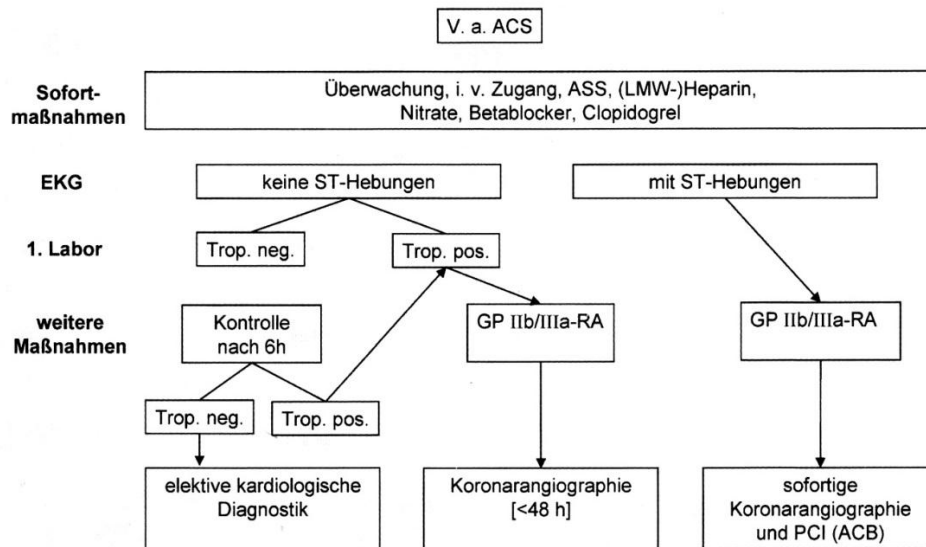 V. a. ACS
Sofort-
maßnahmen
Überwachung, i. v. Zugang, ASS, (LMW-)Heparin,
Nitrate, Betablocker, Clopidogrel
EKG
keine ST-Hebungen
mit ST-Hebungen
1. Labor
Trop. neg.
Trop. pos.
weitere
Maßnahmen
Kontrolle
nach 6h
GP IIb/IIIa-RA
GP IIb/IIIa-RA
Trop. neg.
Trop. pos.
elektive kardiologische
Diagnostik
Koronarangiographie
[<48 h]
sofortige
Koronarangiographie
und PCI (ACB)